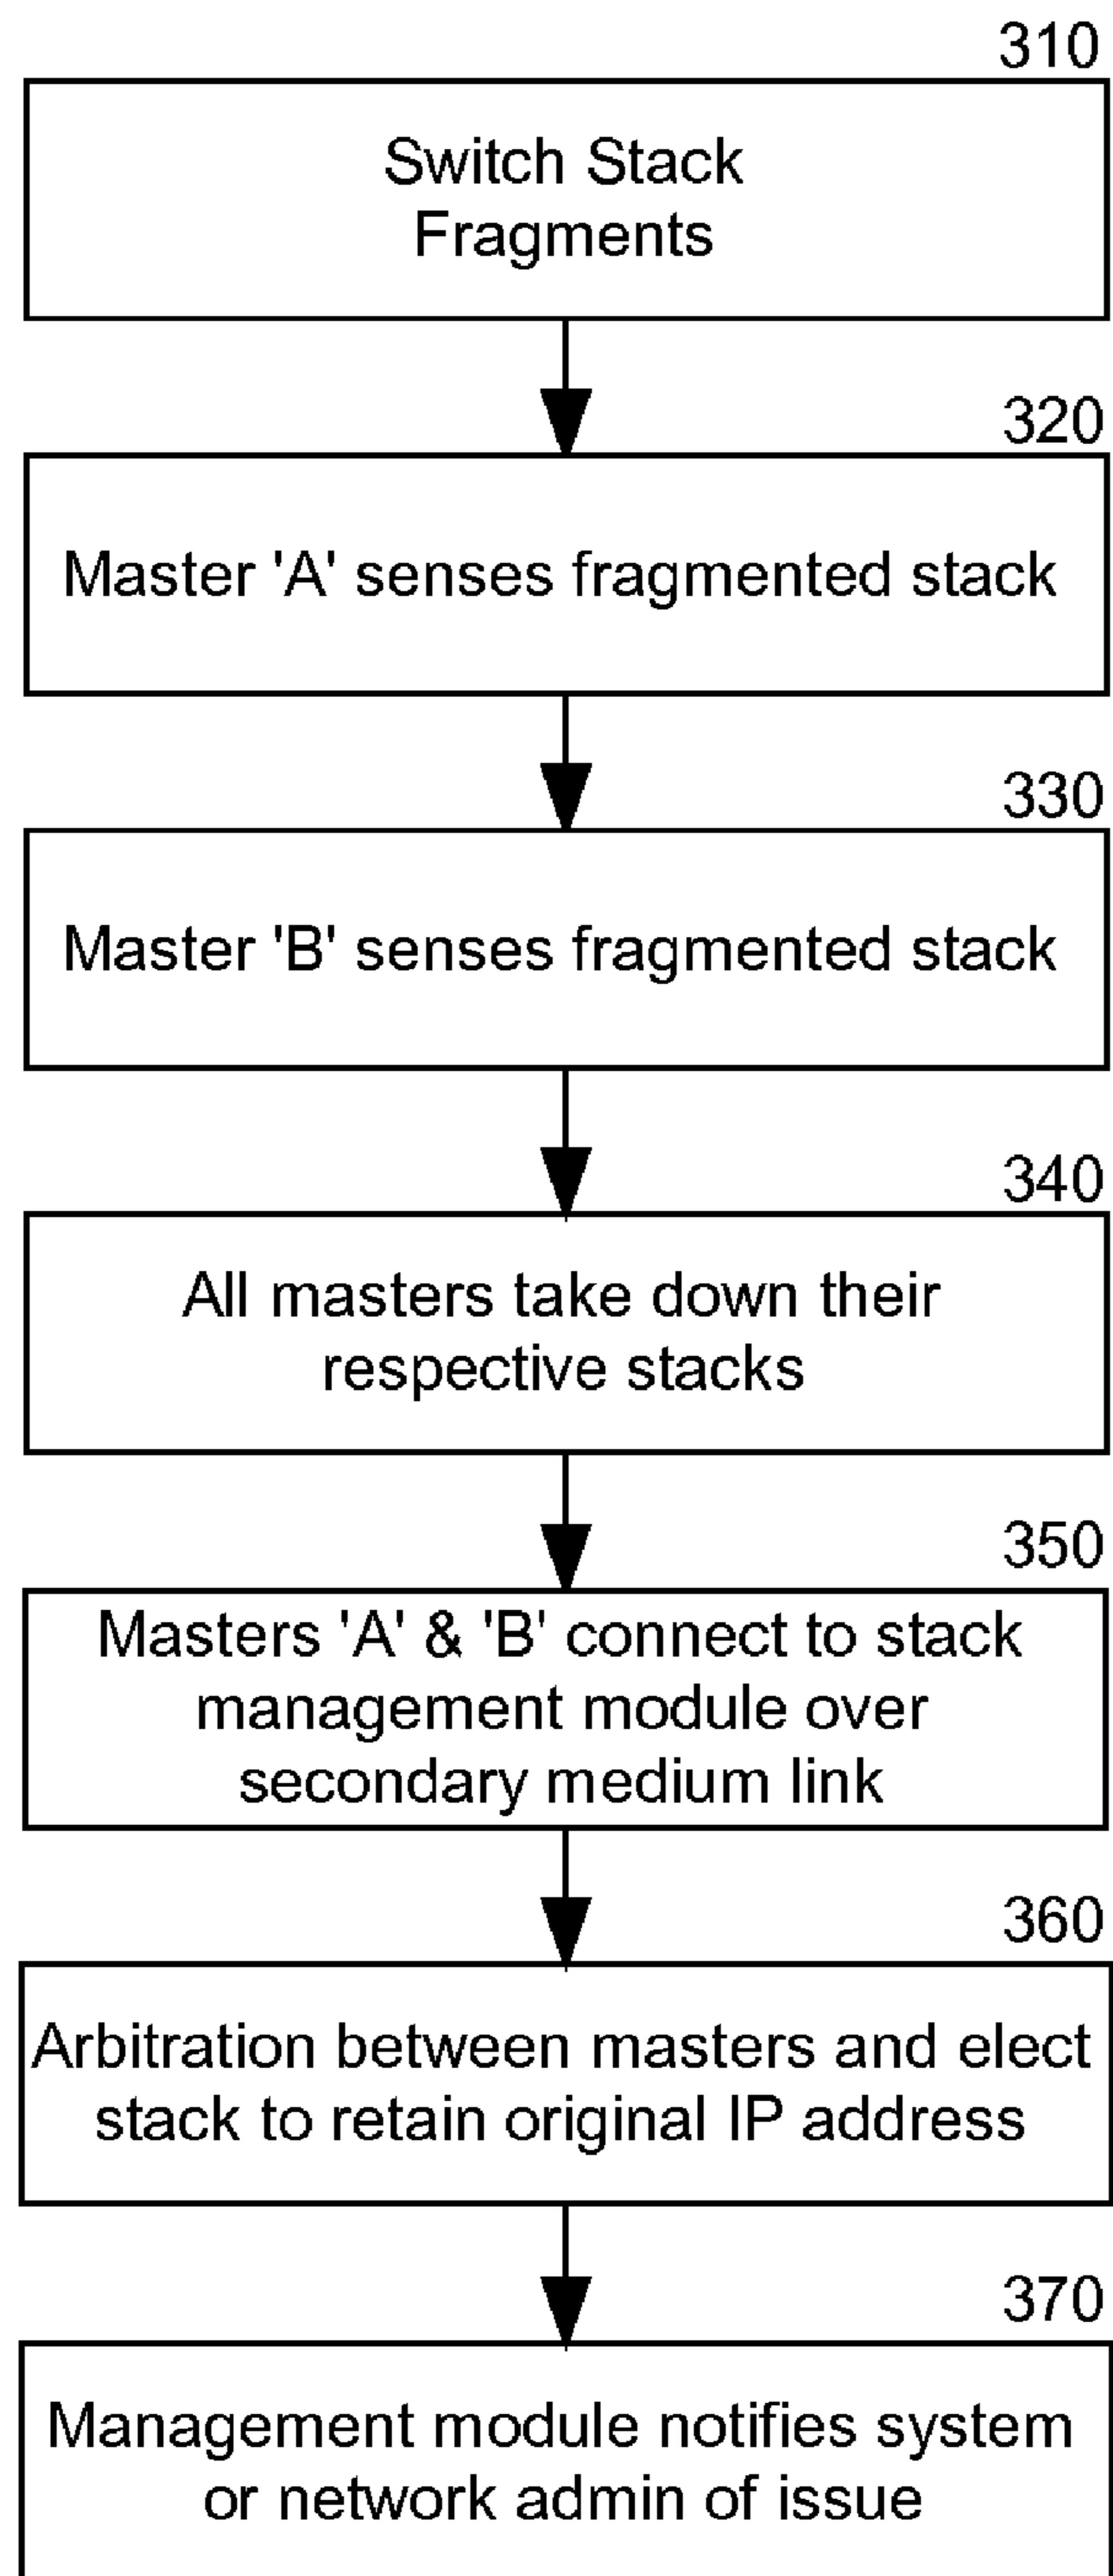 310
Switch Stack
Fragments
320
Master 'A' senses fragmented stack
330
Master 'B' senses fragmented stack
340
All masters take down their
respective stacks
350
Masters 'A' & 'B' connect to stack
management module over
secondary medium link
360
Arbitration between masters and elect
stack to retain original IP address
370
Management module notifies system
or network admin of issue